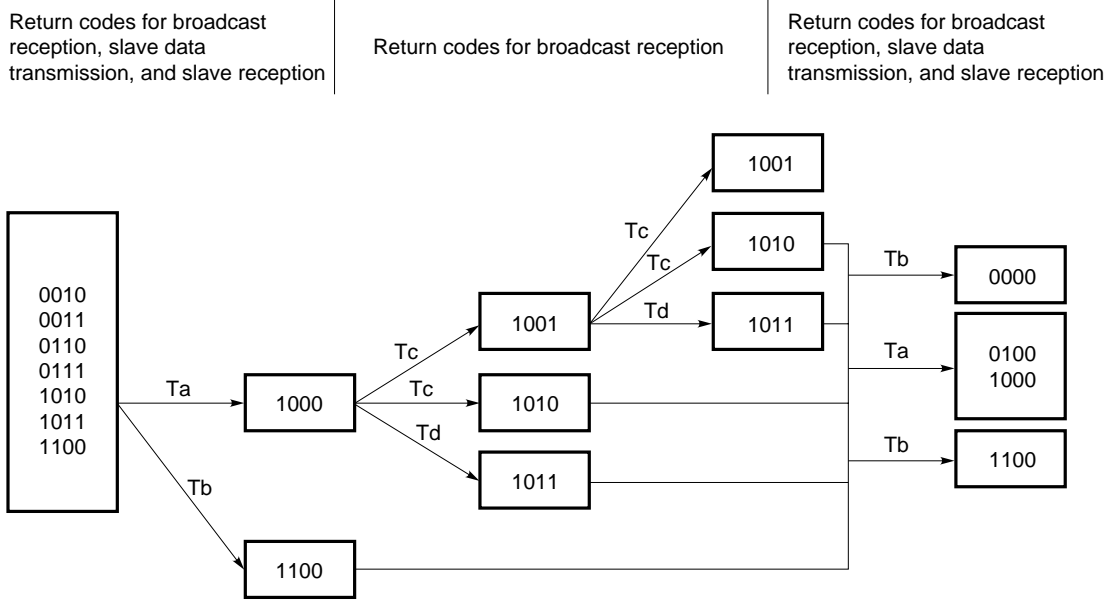 Return codes for broadcast
reception, slave data
transmission, and slave reception
Return codes for broadcast reception
Return codes for broadcast
reception, slave data
transmission, and slave reception
0010
0011
0110
0111
1010
1011
1100
Ta
Tb
1000
1100
Tc
Tc
Td
1001
1010
1011
Tc
Tc
Td
1001
1010
1011
Tb
Ta
Tb
0000
0100
1000
1100